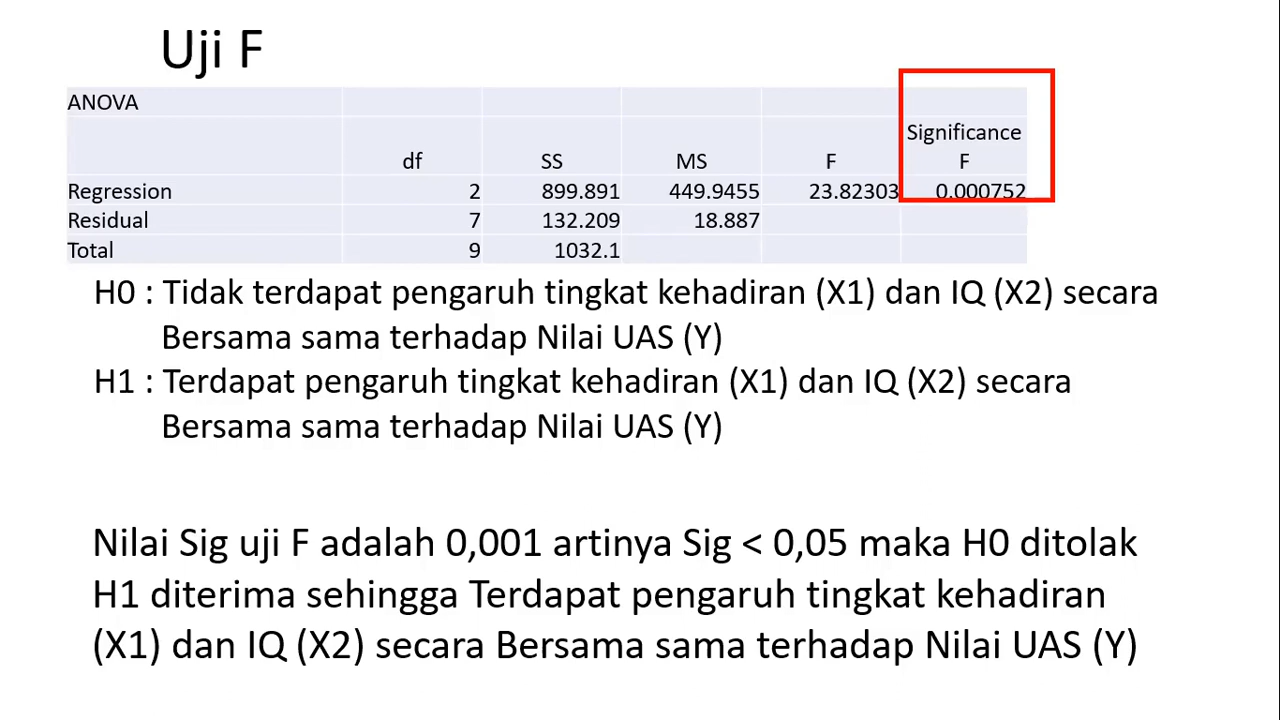 Uji F
ANOVA
Significance
df SS MS F F
Regression 2 899.891 449.9455 23.82303 0.000752
Residual 7 132.209 18.887
Total 9 1032.1
H0 : Tidak terdapat pengaruh tingkat kehadiran (X1) dan IQ (X2) secara
Bersama sama terhadap Nilai UAS (Y)
H1 : Terdapat pengaruh tingkat kehadiran (X1) dan IQ (X2) secara
Bersama sama terhadap Nilai UAS (Y)
Nilai Sig uji F adalah 0,001 artinya Sig < 0,05 maka H0 ditolak
H1 diterima sehingga Terdapat pengaruh tingkat kehadiran
(X1) dan IQ (X2) secara Bersama sama terhadap Nilai UAS (Y)